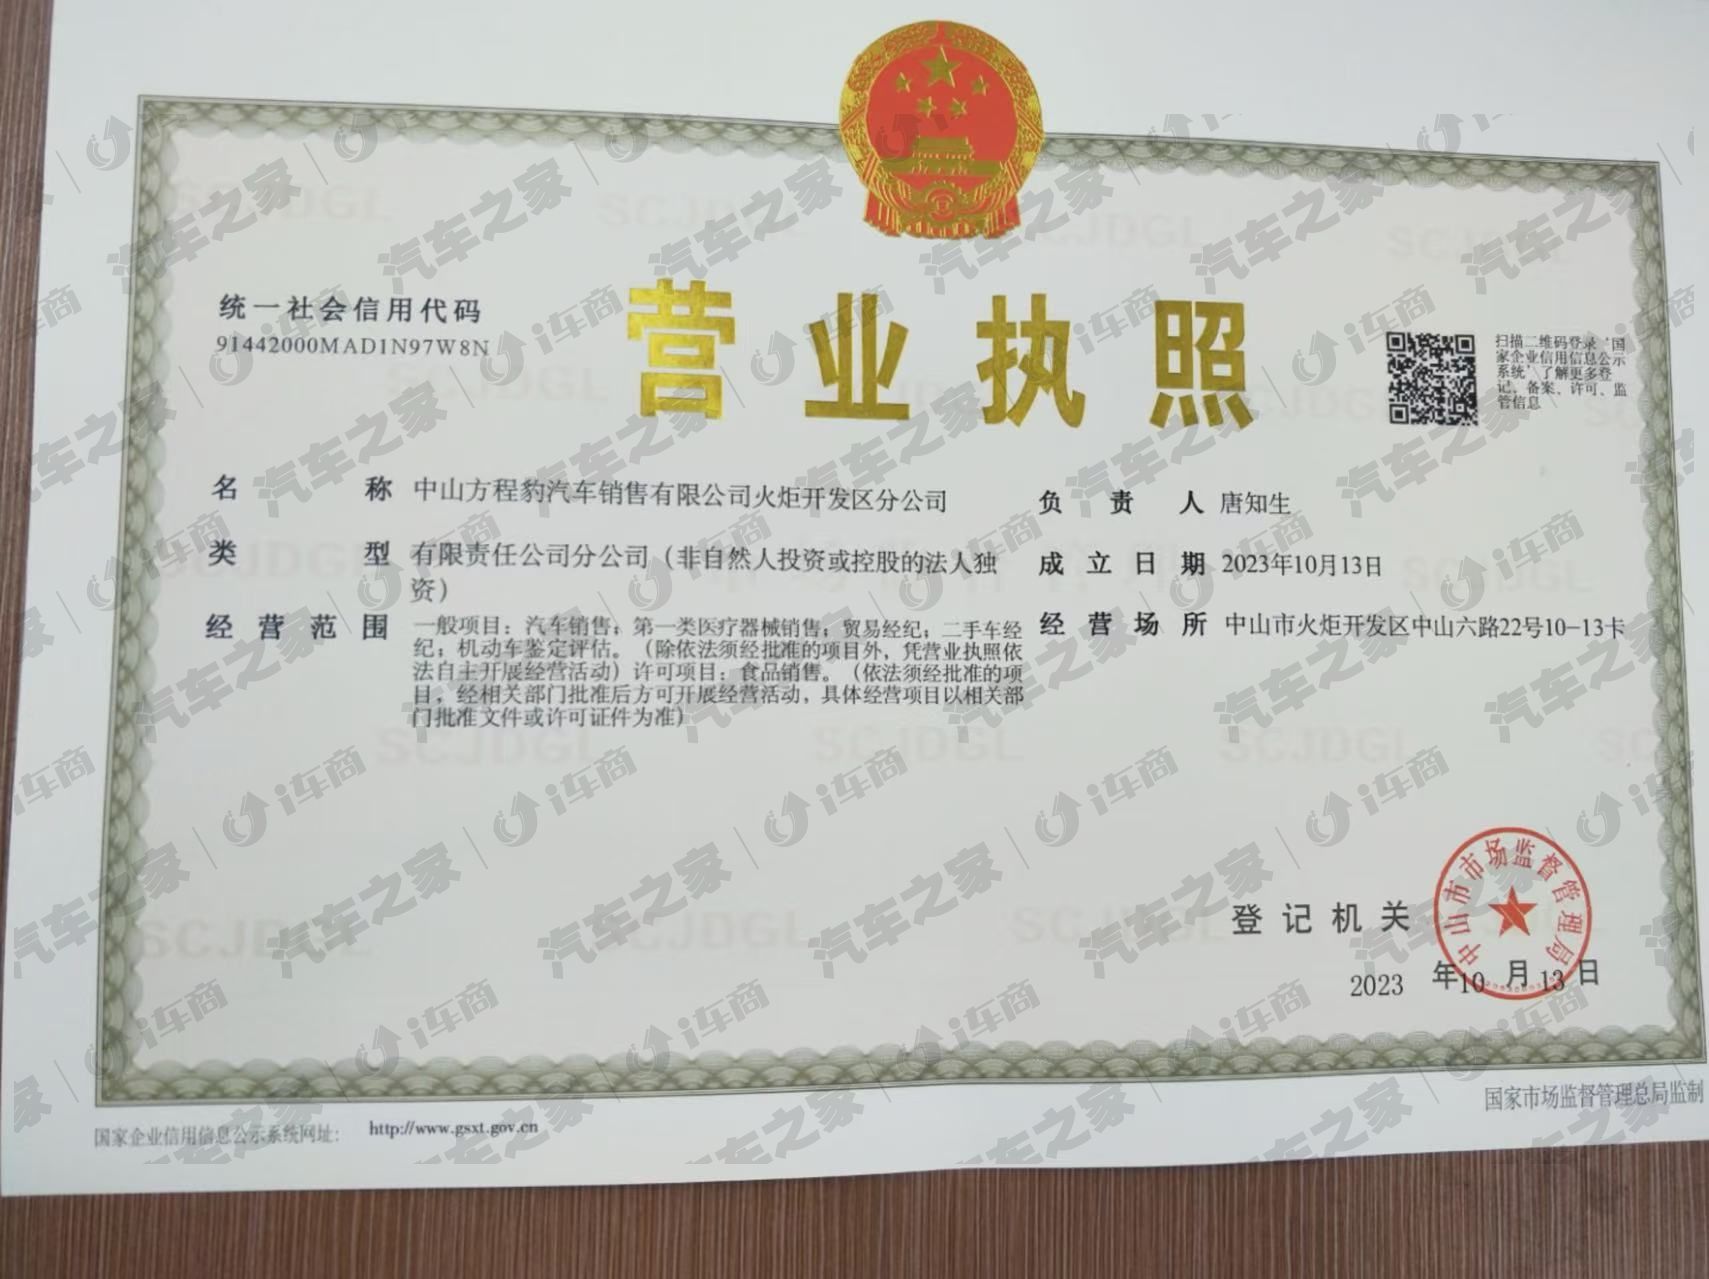 营业执照
统一社会信用代码
91442000MAD1N97W8N
扫描二维码登录'国
家企业信用信息公示
系统'了解更多登
记、备案、许可、监
管信息
名称 中山方程豹汽车销售有限公司火炬开发区分公司
类型 有限责任公司分公司（非自然人投资或控股的法人独
资）
经营范围 一般项目：汽车销售；第一类医疗器械销售；贸易经纪；二手车经
纪；机动车鉴定评估。（除依法须经批准的项目外，凭营业执照依
法自主开展经营活动）许可项目：食品销售。（依法须经批准的项
目，经相关部门批准后方可开展经营活动，具体经营项目以相关部
门批准文件或许可证件为准）
负责人 唐知生
成立日期 2023年10月13日
经营场所 中山市火炬开发区中山六路22号10-13卡
登记机关
中山市市场监督管理局
2023 年10 月13 日
国家企业信用信息公示系统网址： http://www.gsxt.gov.cn
国家市场监督管理总局监制
SCJDGL
汽车之家 | i车商